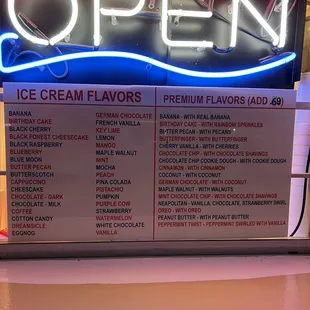 OPEN
ICE CREAM FLAVORS
BANANA
BIRTHDAY CAKE
BLACK CHERRY
BLACK FOREST CHEESECAKE
BLACK RASPBERRY
BLUEBERRY
BLUE MOON
BUTTER PECAN
BUTTERSCOTCH
CAPPUCCINO
CHEESCAKE
CHOCOLATE - DARK
CHOCOLATE - MILK
COFFEE
COTTON CANDY
DREAMSICLE
EGGNOG
GERMAN CHOCOLATE
FRENCH VANILLA
KEY LIME
LEMON
MANGO
MAPLE WALNUT
MINT
MOCHA
PEACH
PINA COLADA
PISTACHIO
PUMPKIN
PURPLE COW
STRAWBERRY
WATERMELON
WHITE CHOCOLATE
VANILLA
PREMIUM FLAVORS (ADD .69)
BANANA - WITH REAL BANANA
BIRTHDAY CAKE - WITH RAINBOW SPRINKLES
BUTTER PECAN - WITH PECANS
BUTTERFINGER - WITH BUTTERFINGER
CHERRY VANILLA - WITH CHERRIES
CHOCOLATE CHIP - WITH CHOCOLATE SHAVINGS
CHOCOLATE CHIP COOKIE DOUGH - WITH COOKIE DOUGH
CINNAMON - WITH CINNAMON
COCONUT - WITH COCONUT
GERMAN CHOCOLATE - WITH COCONUT
MAPLE WALNUT - WITH WALNUTS
MINT CHOCOLATE CHIP - WITH CHOCOLATE SHAVINGS
NEAPOLITAN - VANILLA, CHOCOLATE, STRAWBERRY SWIRL
OREO - WITH OREO
PEANUT BUTTER - WITH PEANUT BUTTER
PEPPERMINT TWIST - PEPPERMINT SWIRLED WITH VANILLA